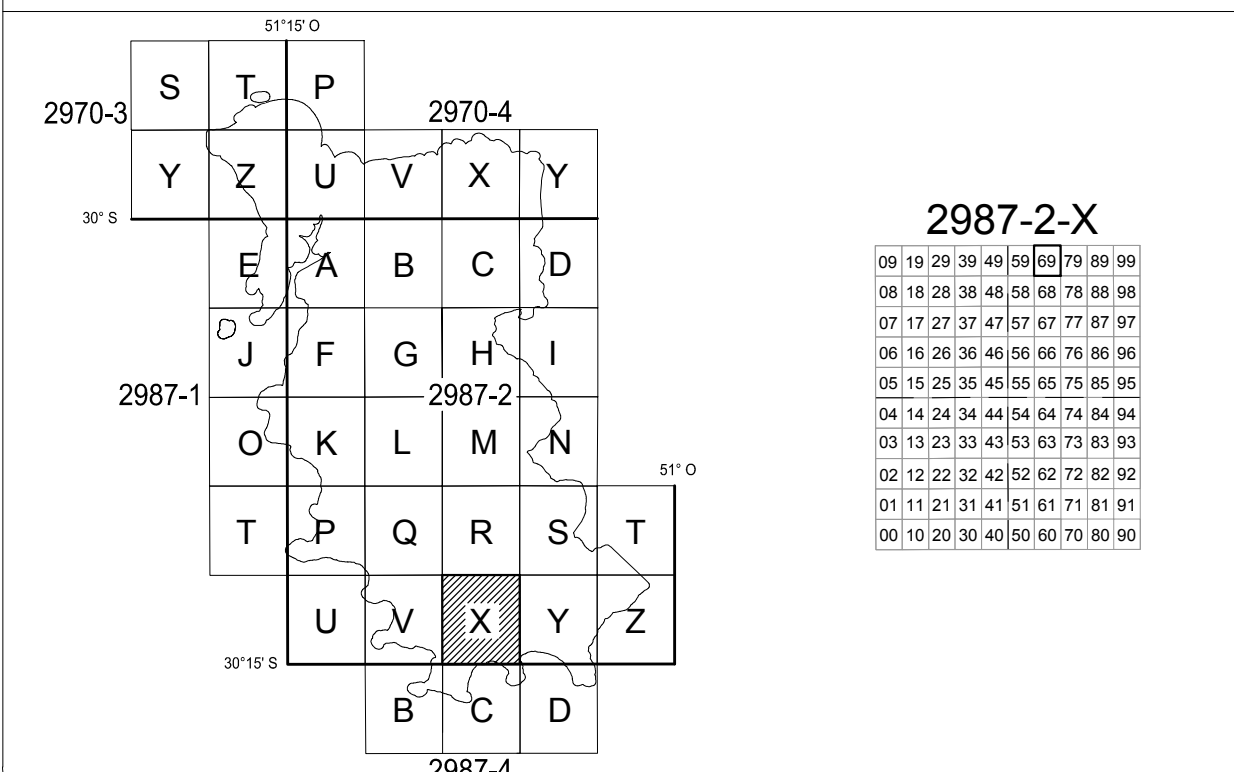 51°15' O
S T P
2970-3
2970-4
Y Z U V X Y
30° S
E A B C D
J F G H I
2987-1
2987-2
O K L M N
51° O
T P Q R S T
U V X Y Z
30°15' S
B C D
2987-4
2987-2-X
09 19 29 39 49 59 69 79 89 99
08 18 28 38 48 58 68 78 88 98
07 17 27 37 47 57 67 77 87 97
06 16 26 36 46 56 66 76 86 96
05 15 25 35 45 55 65 75 85 95
04 14 24 34 44 54 64 74 84 94
03 13 23 33 43 53 63 73 83 93
02 12 22 32 42 52 62 72 82 92
01 11 21 31 41 51 61 71 81 91
00 10 20 30 40 50 60 70 80 90